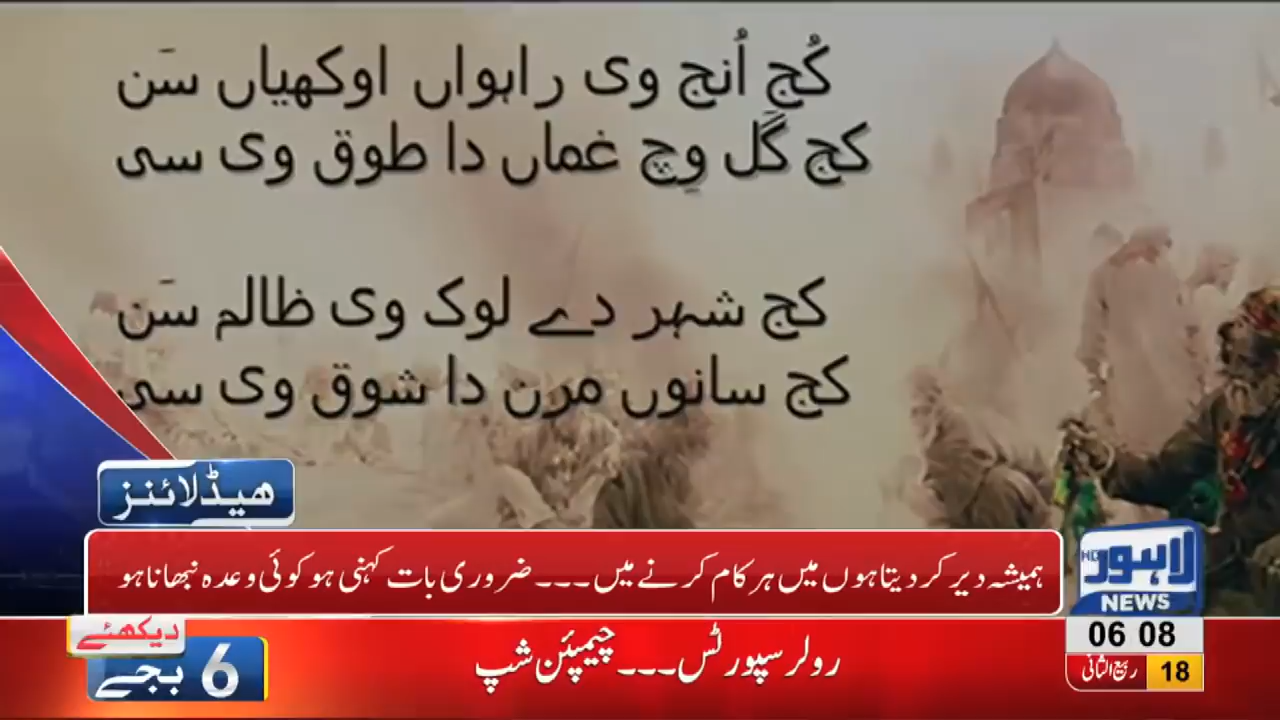 کُج اُنج وی راہواں اوکھیاں سَن
کج گَل وِچ غماں دا طوق وی سی
کج شہر دے لوک وی ظالم سَن
کج سانوں مرن دا شوق وی سی
ھیڈلائنز
ہمیشہ دیر کر دیتا ہوں میں ہر کام کرنے میں ۔۔۔ ضروری بات کہنی ہو کوئی وعدہ نبھانا ہو
لاہور
HD
NEWS
06 08
18 ربیع الثانی
دیکھئے
6 بجے
رولر سپورٹس ۔۔۔ چیمپئن شپ